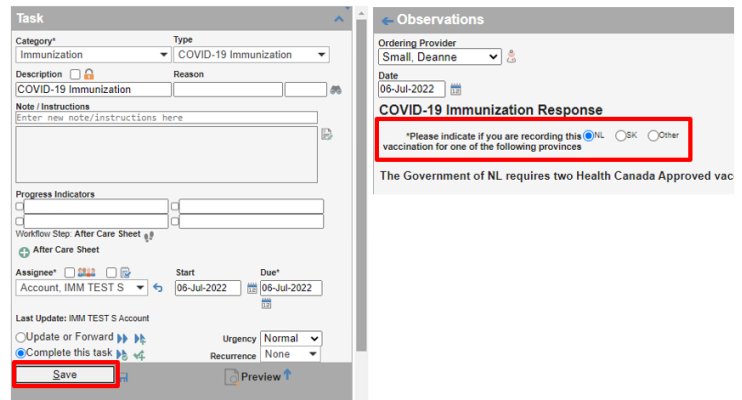 Task
Category* Type
Immunization COVID-19 Immunization
Description Reason
COVID-19 Immunization
Note / Instructions
Enter new note/instructions here
Progress Indicators
Workflow Step: After Care Sheet
After Care Sheet
Assignee* Start Due*
Account, IMM TEST S 06-Jul-2022 06-Jul-2022
Last Update: IMM TEST S Account
Update or Forward Urgency Normal
Complete this task Recurrence None
Save Preview
Observations
Ordering Provider
Small, Deanne
Date
06-Jul-2022
COVID-19 Immunization Response
*Please indicate if you are recording this NL SK Other
vaccination for one of the following provinces
The Government of NL requires two Health Canada Approved vac